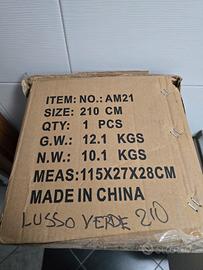 ITEM: NO.: AM21
SIZE: 210 CM
QTY: 1 PCS
G.W.: 12.1 KGS
N.W.: 10.1 KGS
MEAS: 115X27X28CM
MADE IN CHINA
LUSSO VERDE 210